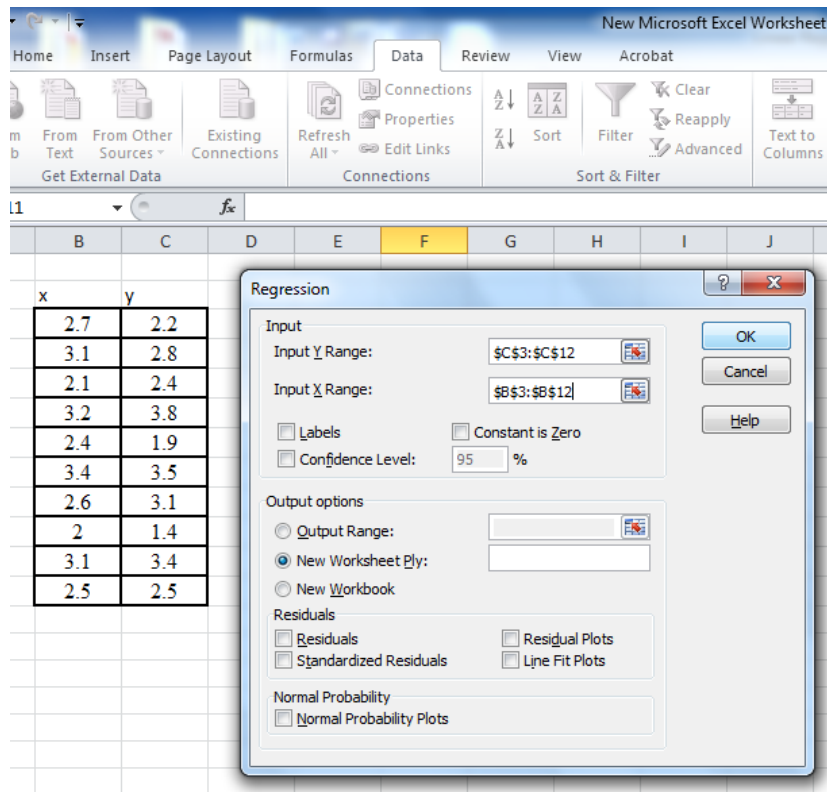 New Microsoft Excel Worksheet
Home Insert Page Layout Formulas Data Review View Acrobat
From Text
From Other Sources
Existing Connections
Get External Data
Refresh All
Connections
Properties
Edit Links
Connections
Sort
Filter
Clear
Reapply
Advanced
Sort & Filter
Text to Columns
fx
B C D E F G H I J
x y
2.7 2.2
3.1 2.8
2.1 2.4
3.2 3.8
2.4 1.9
3.4 3.5
2.6 3.1
2 1.4
3.1 3.4
2.5 2.5
Regression
?
Input
Input Y Range: $C$3:$C$12
Input X Range: $B$3:$B$12
Labels Constant is Zero
Confidence Level: 95 %
Output options
Output Range:
New Worksheet Ply:
New Workbook
Residuals
Residuals Residual Plots
Standardized Residuals Line Fit Plots
Normal Probability
Normal Probability Plots
OK
Cancel
Help